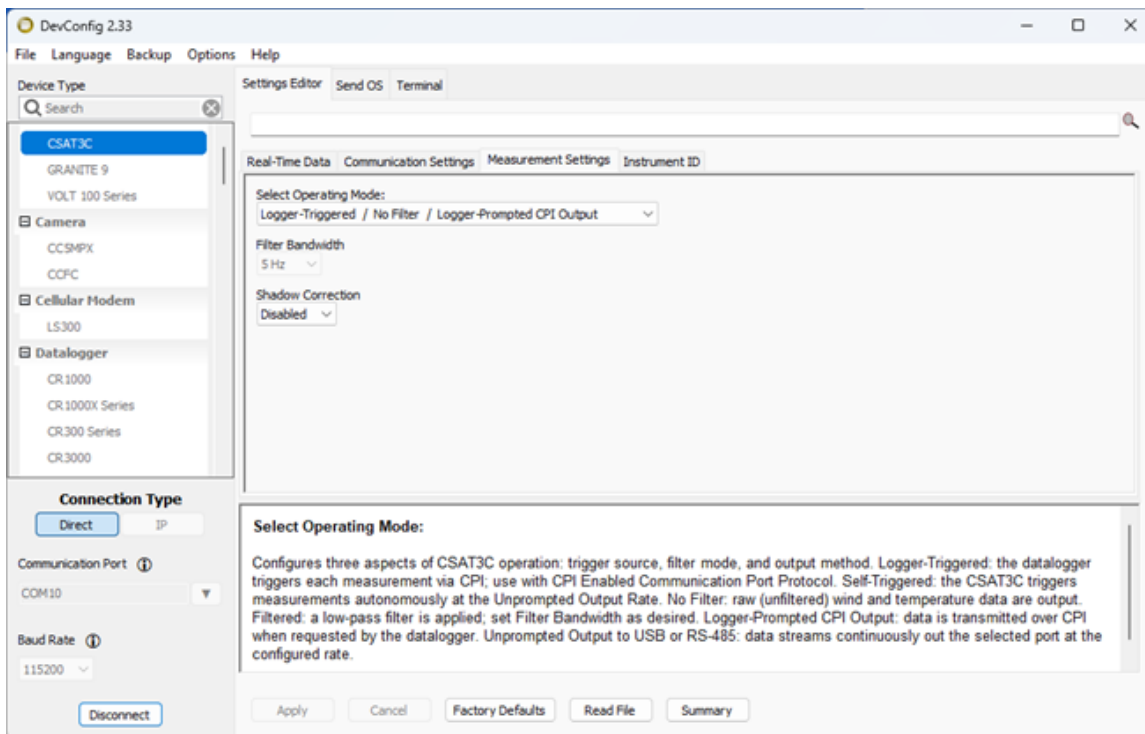 DevConfig 2.33
File Language Backup Options Help
Device Type
Search
CSAT3C
GRANITE 9
VOLT 100 Series
Camera
CCSMPX
CCFC
Cellular Modem
LS300
Datalogger
CR1000
CR1000X Series
CR300 Series
CR3000
Connection Type
Direct IP
Communication Port
COM10
Baud Rate
115200
Disconnect
Settings Editor Send OS Terminal
Real-Time Data Communication Settings Measurement Settings Instrument ID
Select Operating Mode:
Logger-Triggered / No Filter / Logger-Prompted CPI Output
Filter Bandwidth
5 Hz
Shadow Correction
Disabled
Select Operating Mode:
Configures three aspects of CSAT3C operation: trigger source, filter mode, and output method. Logger-Triggered: the datalogger
triggers each measurement via CPI; use with CPI Enabled Communication Port Protocol. Self-Triggered: the CSAT3C triggers
measurements autonomously at the Unprompted Output Rate. No Filter: raw (unfiltered) wind and temperature data are output.
Filtered: a low-pass filter is applied; set Filter Bandwidth as desired. Logger-Prompted CPI Output: data is transmitted over CPI
when requested by the datalogger. Unprompted Output to USB or RS-485: data streams continuously out the selected port at the
configured rate.
Apply Cancel Factory Defaults Read File Summary